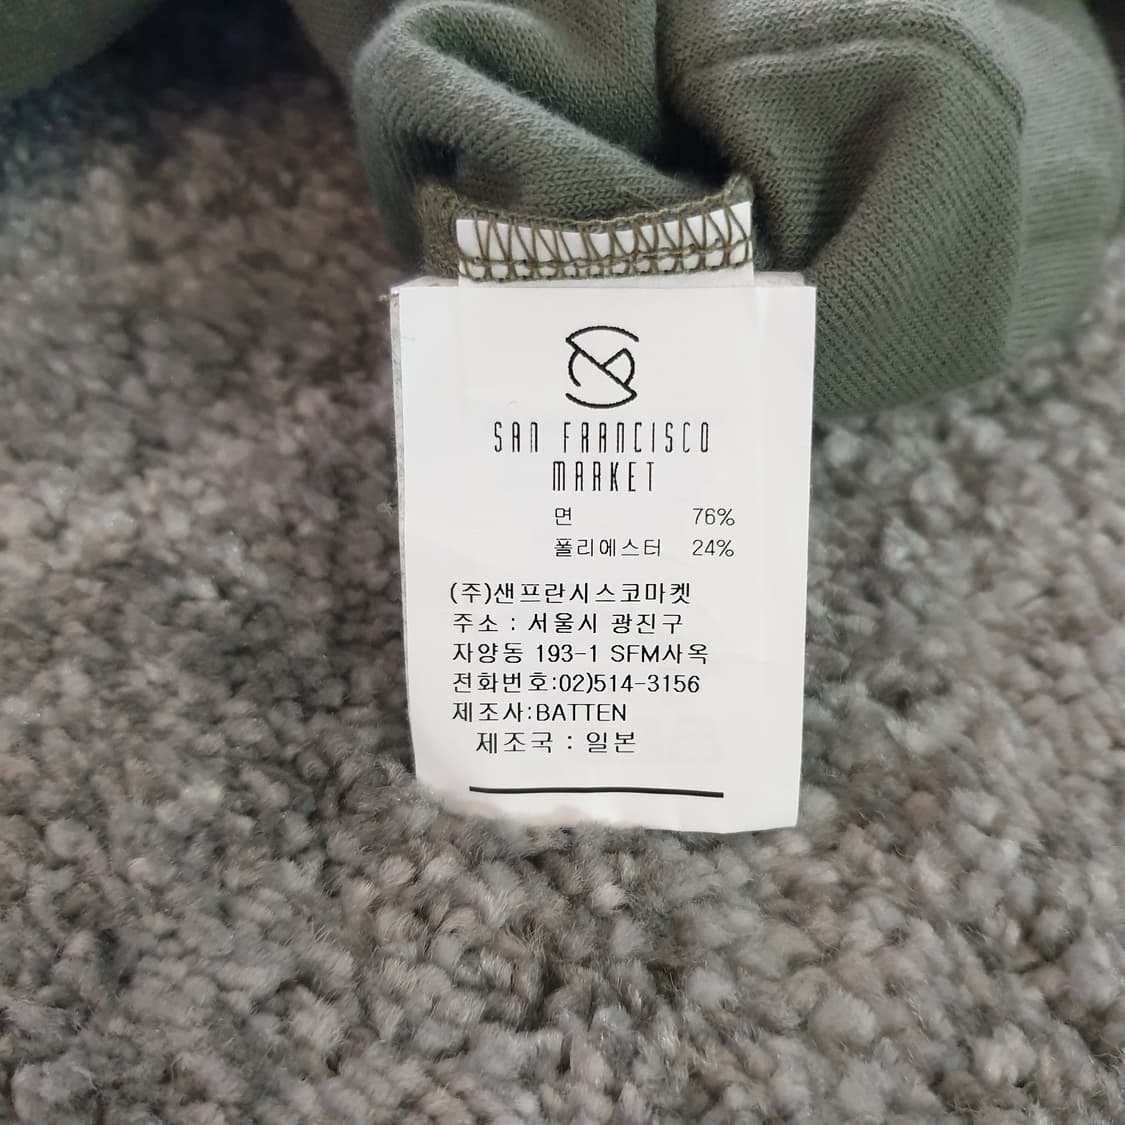 SAN FRANCISCO
MARKET
면 76%
폴리에스터 24%
(주)샌프란시스코마켓
주소 : 서울시 광진구
자양동 193-1 SFM사옥
전화번호:02)514-3156
제조사:BATTEN
제조국 : 일본